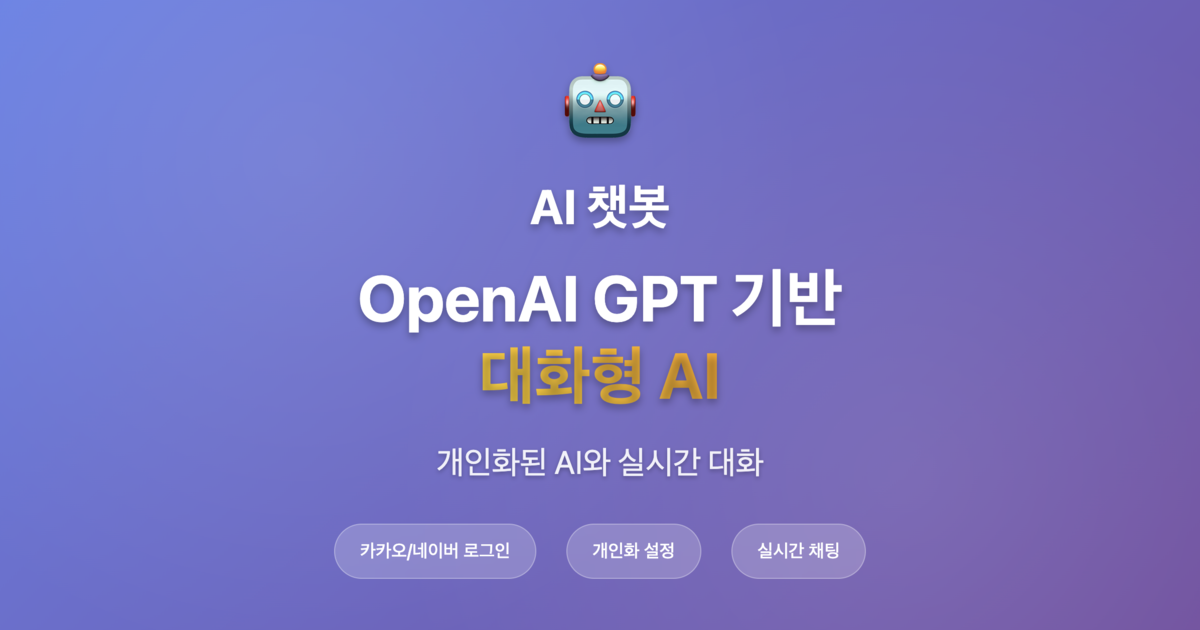 AI 챗봇
OpenAI GPT 기반
대화형 AI
개인화된 AI와 실시간 대화
카카오/네이버 로그인
개인화 설정
실시간 채팅